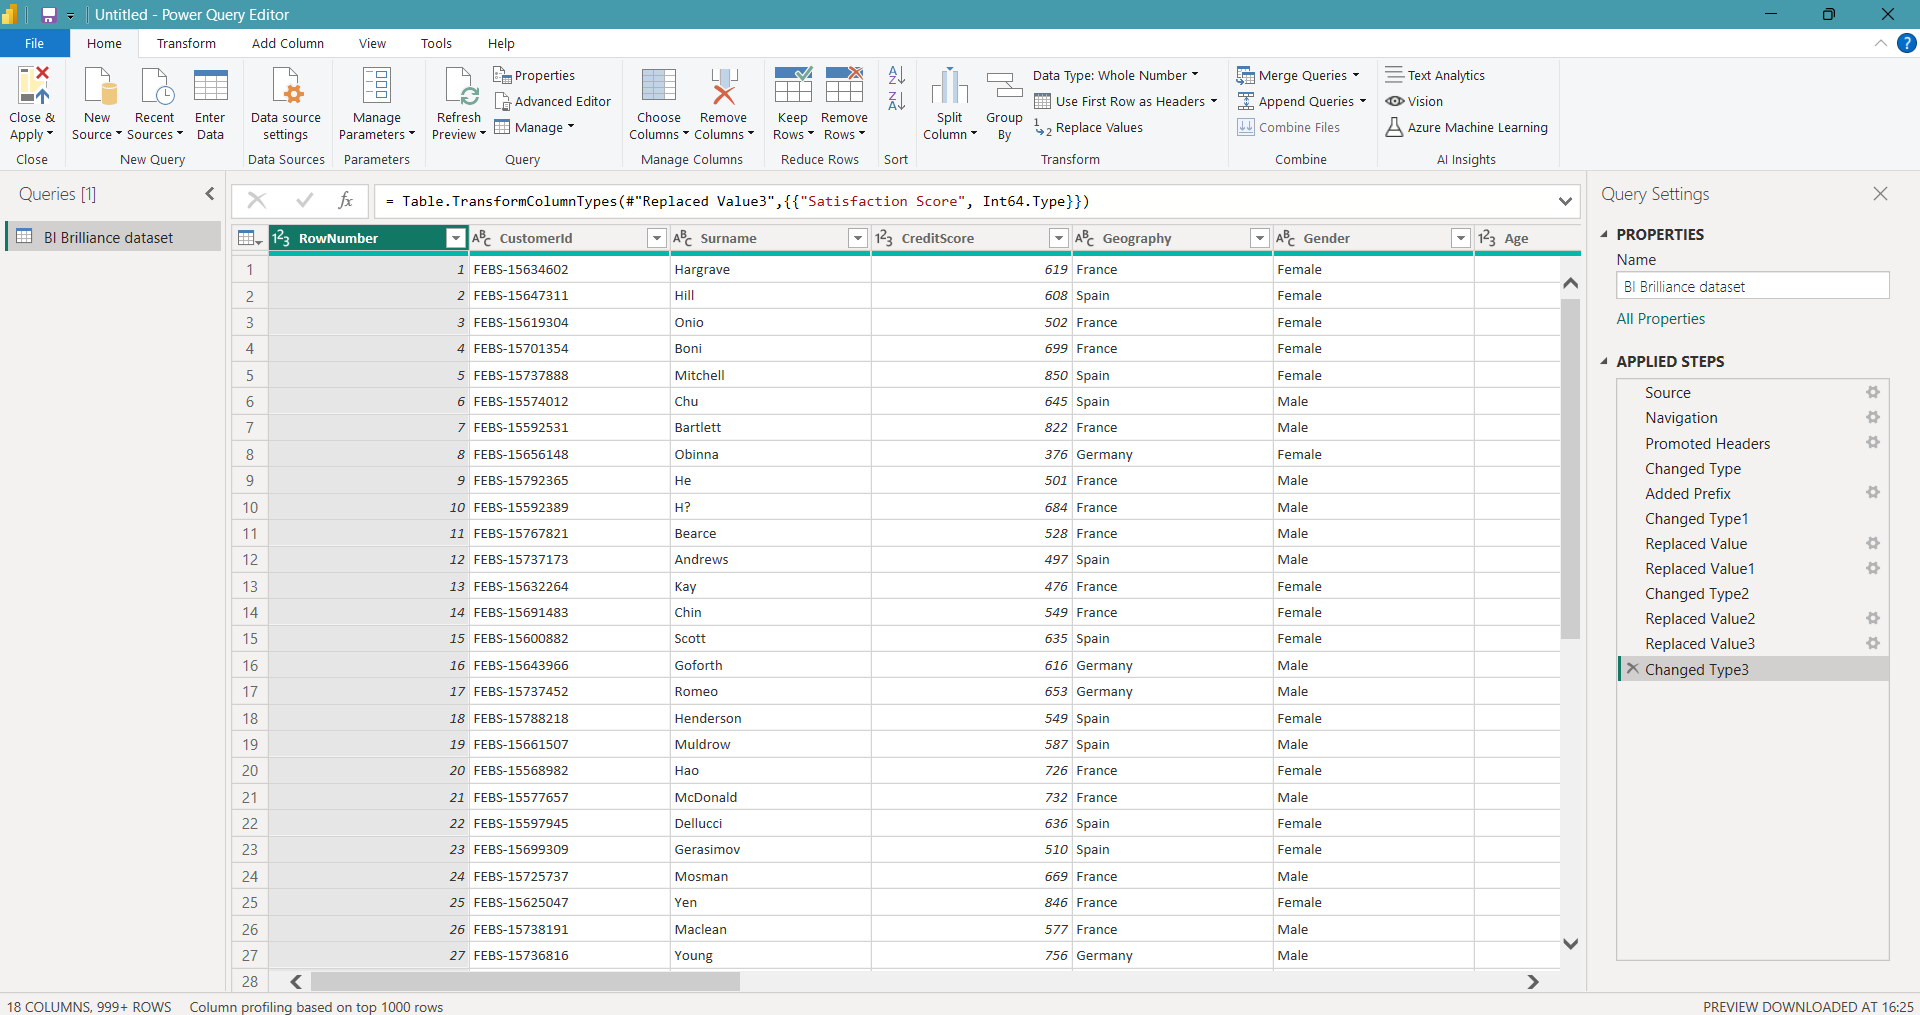 Untitled - Power Query Editor
File Home Transform Add Column View Tools Help
Close & Apply
Close
New Source
Recent Sources
Enter Data
New Query
Data source settings
Data Sources
Manage Parameters
Parameters
Refresh Preview
Properties
Advanced Editor
Manage
Query
Choose Columns
Remove Columns
Manage Columns
Keep Rows
Remove Rows
Reduce Rows
Sort
Split Column
Group By
Data Type: Whole Number
Use First Row as Headers
Replace Values
Transform
Merge Queries
Append Queries
Combine Files
Combine
Text Analytics
Vision
Azure Machine Learning
AI Insights
Queries [1]
BI Brilliance dataset
fx
= Table.TransformColumnTypes(#"Replaced Value3",{{"Satisfaction Score", Int64.Type}})
RowNumber CustomerId Surname CreditScore Geography Gender Age
1 1 FEBS-15634602 Hargrave 619 France Female
2 2 FEBS-15647311 Hill 608 Spain Female
3 3 FEBS-15619304 Onio 502 France Female
4 4 FEBS-15701354 Boni 699 France Female
5 5 FEBS-15737888 Mitchell 850 Spain Female
6 6 FEBS-15574012 Chu 645 Spain Male
7 7 FEBS-15592531 Bartlett 822 France Male
8 8 FEBS-15656148 Obinna 376 Germany Female
9 9 FEBS-15792365 He 501 France Male
10 10 FEBS-15592389 H? 684 France Male
11 11 FEBS-15767821 Bearce 528 France Male
12 12 FEBS-15737173 Andrews 497 Spain Male
13 13 FEBS-15632264 Kay 476 France Female
14 14 FEBS-15691483 Chin 549 France Female
15 15 FEBS-15600882 Scott 635 Spain Female
16 16 FEBS-15643966 Goforth 616 Germany Male
17 17 FEBS-15737452 Romeo 653 Germany Male
18 18 FEBS-15788218 Henderson 549 Spain Female
19 19 FEBS-15661507 Muldrow 587 Spain Male
20 20 FEBS-15568982 Hao 726 France Female
21 21 FEBS-15577657 McDonald 732 France Male
22 22 FEBS-15597945 Dellucci 636 Spain Female
23 23 FEBS-15699309 Gerasimov 510 Spain Female
24 24 FEBS-15725737 Mosman 669 France Male
25 25 FEBS-15625047 Yen 846 France Female
26 26 FEBS-15738191 Maclean 577 France Male
27 27 FEBS-15736816 Young 756 Germany Male
28
Query Settings
PROPERTIES
Name
BI Brilliance dataset
All Properties
APPLIED STEPS
Source
Navigation
Promoted Headers
Changed Type
Added Prefix
Changed Type1
Replaced Value
Replaced Value1
Changed Type2
Replaced Value2
Replaced Value3
Changed Type3
18 COLUMNS, 999+ ROWS Column profiling based on top 1000 rows
PREVIEW DOWNLOADED AT 16:25